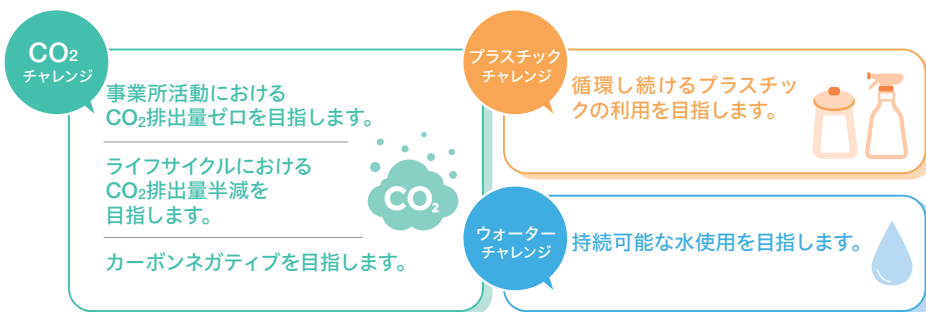 CO2
チャレンジ
事業所活動における
CO₂排出量ゼロを目指します。
ライフサイクルにおける
CO₂排出量半減を
目指します。
カーボンネガティブを目指します。
CO₂
プラスチック
チャレンジ
循環し続けるプラスチッ
クの利用を目指します。
ウォーター
チャレンジ
持続可能な水使用を目指します。